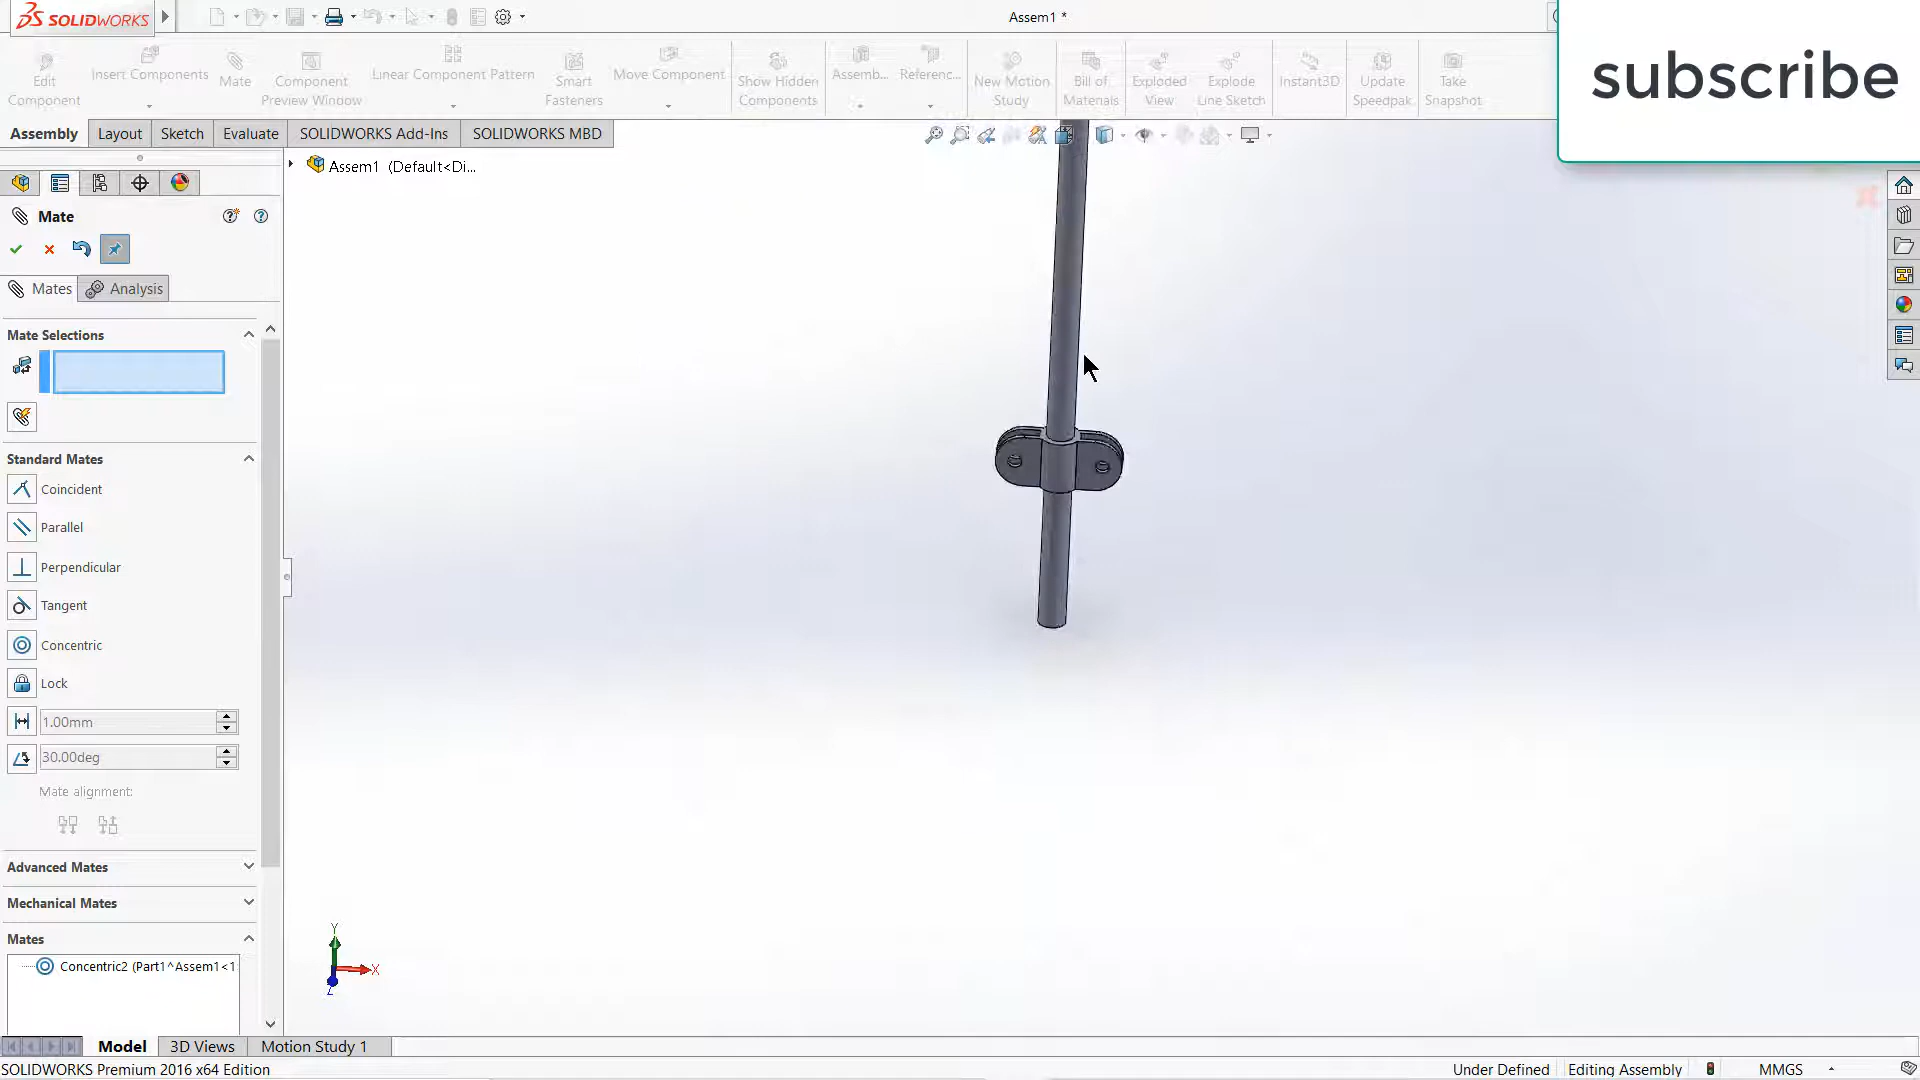 SOLIDWORKS
Assem1 *
subscribe
Edit Component
Insert Components
Mate
Component Preview Window
Linear Component Pattern
Smart Fasteners
Move Component
Show Hidden Components
Assemb...
Referenc...
New Motion Study
Bill of Materials
Exploded View
Explode Line Sketch
Instant3D
Update Speedpak
Take Snapshot
Assembly
Layout
Sketch
Evaluate
SOLIDWORKS Add-Ins
SOLIDWORKS MBD
Assem1 (Default<Di...
Mate
Mates
Analysis
Mate Selections
Standard Mates
Coincident
Parallel
Perpendicular
Tangent
Concentric
Lock
1.00mm
30.00deg
Mate alignment:
Advanced Mates
Mechanical Mates
Mates
Concentric2 (Part1^Assem1<1
Y
X
Z
Model
3D Views
Motion Study 1
SOLIDWORKS Premium 2016 x64 Edition
Under Defined
Editing Assembly
MMGS